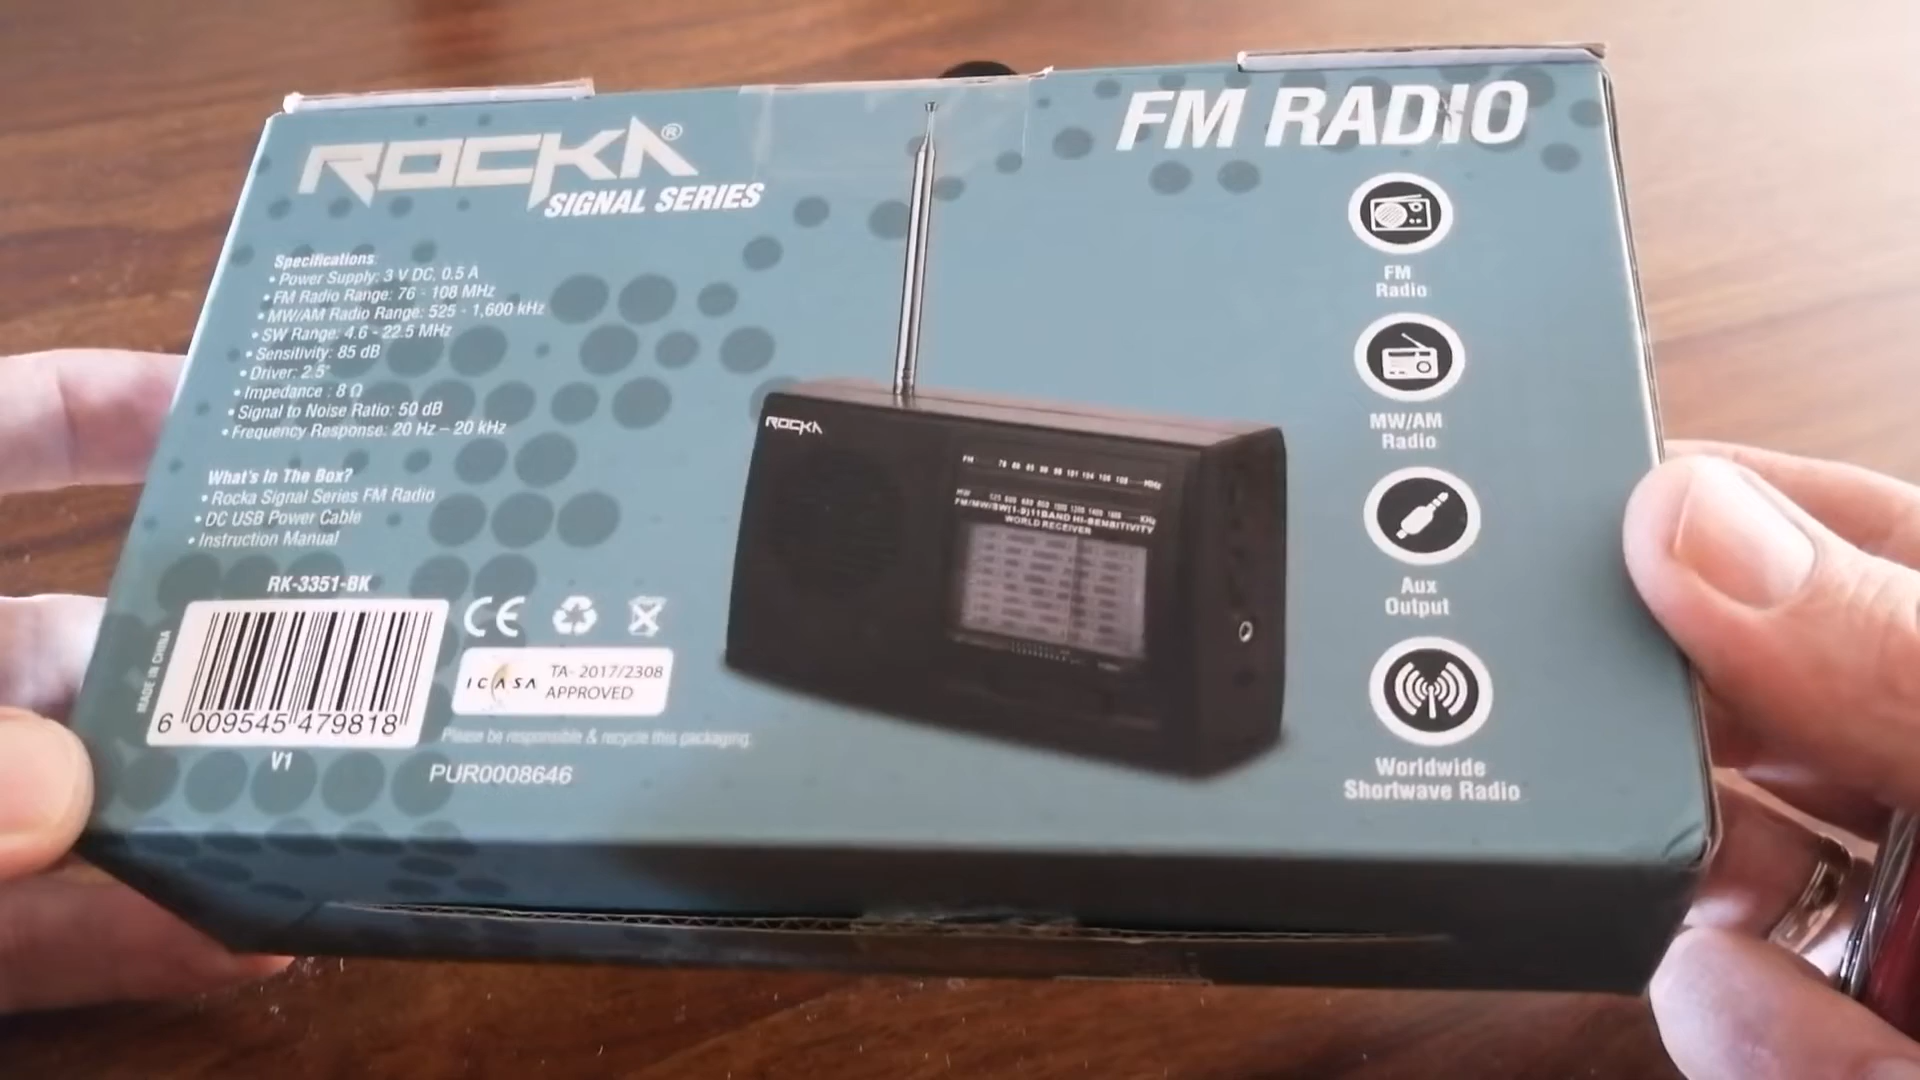 ROCKA®
SIGNAL SERIES
FM RADIO
Specifications:
• Power Supply: 3 V DC, 0.5 A
• FM Radio Range: 76 - 108 MHz
• MW/AM Radio Range: 525 - 1,600 kHz
• SW Range: 4.6 - 22.5 MHz
• Sensitivity: 85 dB
• Driver: 2.5"
• Impedance : 8 Ω
• Signal to Noise Ratio: 50 dB
• Frequency Response: 20 Hz – 20 kHz
What's In The Box?
• Rocka Signal Series FM Radio
• DC USB Power Cable
• Instruction Manual
RK-3351-BK
MADE IN CHINA
6 009545 479818
V1
CE
ICASA
TA- 2017/2308
APPROVED
Please be responsible & recycle this packaging.
PUR0008646
ROCKA
FM
MHz
MW
KHz
FM/MW/SW(1-9)11BAND HI-SENSITIVITY
WORLD RECEIVER
FM
Radio
MW/AM
Radio
Aux
Output
Worldwide
Shortwave Radio